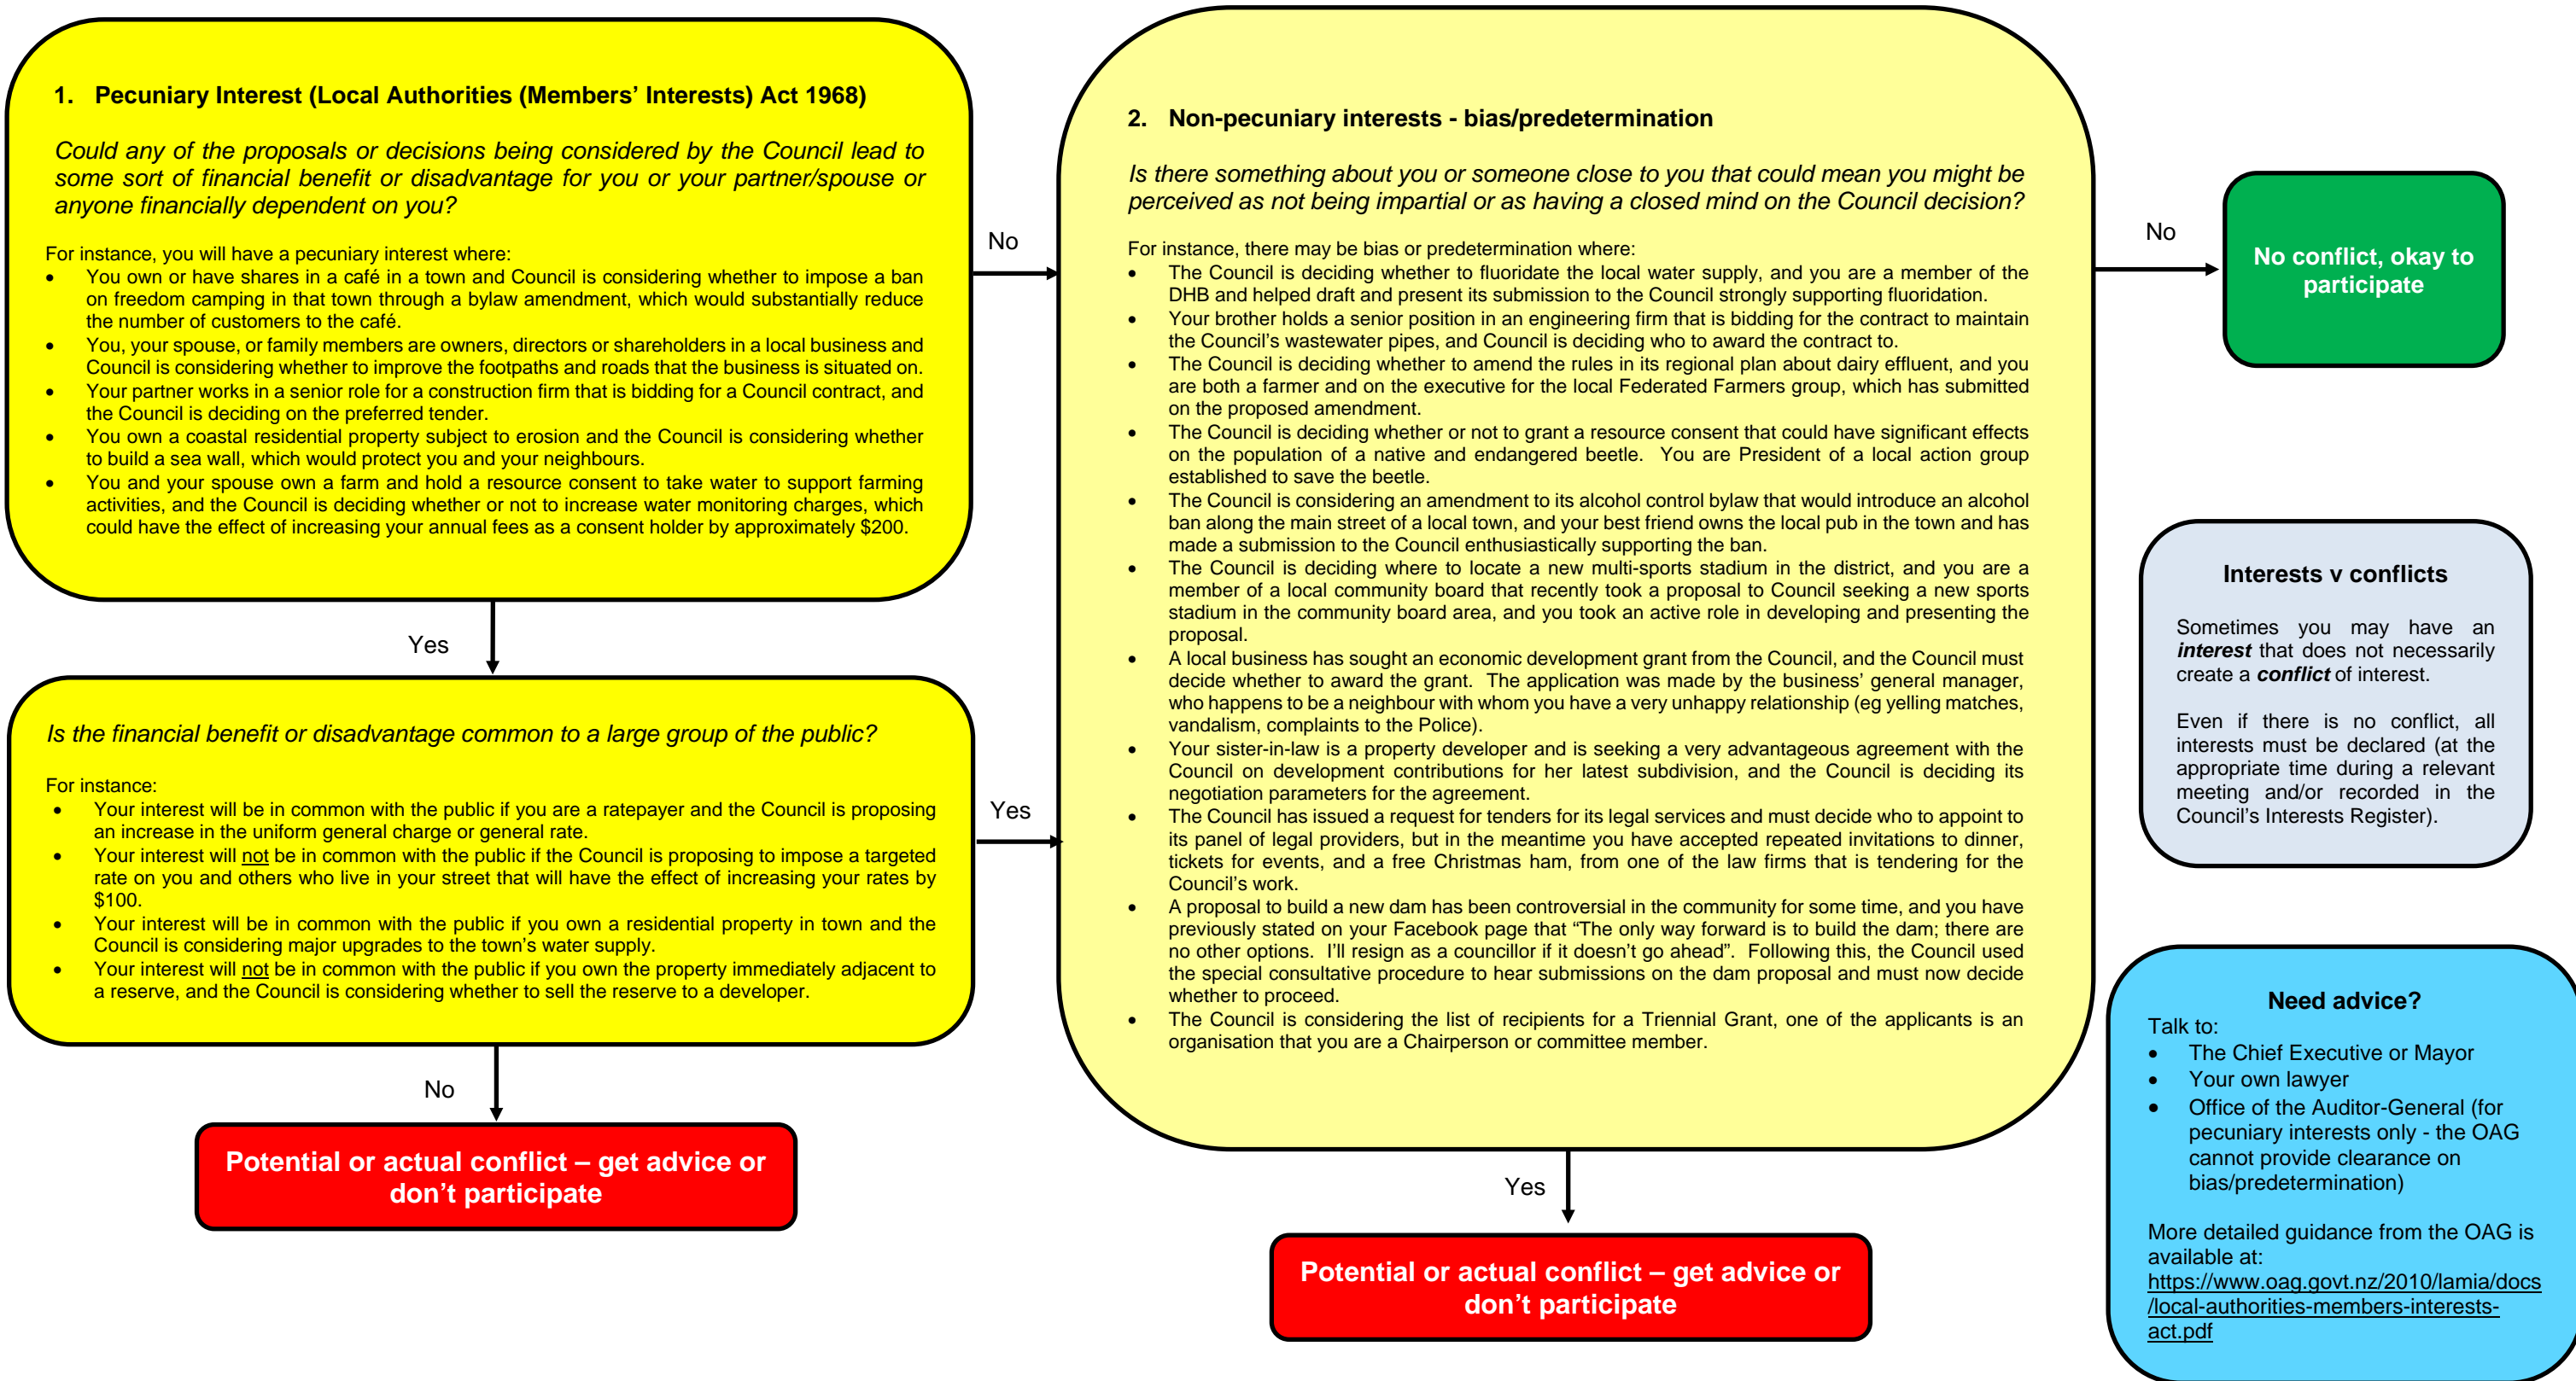 1. Pecuniary Interest (Local Authorities (Members’ Interests) Act 1968)
Could any of the proposals or decisions being considered by the Council lead to
some sort of financial benefit or disadvantage for you or your partner/spouse or
anyone financially dependent on you?
For instance, you will have a pecuniary interest where:
• You own or have shares in a café in a town and Council is considering whether to impose a ban
on freedom camping in that town through a bylaw amendment, which would substantially reduce
the number of customers to the café.
• You, your spouse, or family members are owners, directors or shareholders in a local business and
Council is considering whether to improve the footpaths and roads that the business is situated on.
• Your partner works in a senior role for a construction firm that is bidding for a Council contract, and
the Council is deciding on the preferred tender.
• You own a coastal residential property subject to erosion and the Council is considering whether
to build a sea wall, which would protect you and your neighbours.
• You and your spouse own a farm and hold a resource consent to take water to support farming
activities, and the Council is deciding whether or not to increase water monitoring charges, which
could have the effect of increasing your annual fees as a consent holder by approximately $200.
No
Yes
Is the financial benefit or disadvantage common to a large group of the public?
For instance:
• Your interest will be in common with the public if you are a ratepayer and the Council is proposing
an increase in the uniform general charge or general rate.
• Your interest will not be in common with the public if the Council is proposing to impose a targeted
rate on you and others who live in your street that will have the effect of increasing your rates by
$100.
• Your interest will be in common with the public if you own a residential property in town and the
Council is considering major upgrades to the town’s water supply.
• Your interest will not be in common with the public if you own the property immediately adjacent to
a reserve, and the Council is considering whether to sell the reserve to a developer.
Yes
No
Potential or actual conflict – get advice or
don’t participate
2. Non-pecuniary interests - bias/predetermination
Is there something about you or someone close to you that could mean you might be
perceived as not being impartial or as having a closed mind on the Council decision?
For instance, there may be bias or predetermination where:
• The Council is deciding whether to fluoridate the local water supply, and you are a member of the
DHB and helped draft and present its submission to the Council strongly supporting fluoridation.
• Your brother holds a senior position in an engineering firm that is bidding for the contract to maintain
the Council’s wastewater pipes, and Council is deciding who to award the contract to.
• The Council is deciding whether to amend the rules in its regional plan about dairy effluent, and you
are both a farmer and on the executive for the local Federated Farmers group, which has submitted
on the proposed amendment.
• The Council is deciding whether or not to grant a resource consent that could have significant effects
on the population of a native and endangered beetle. You are President of a local action group
established to save the beetle.
• The Council is considering an amendment to its alcohol control bylaw that would introduce an alcohol
ban along the main street of a local town, and your best friend owns the local pub in the town and has
made a submission to the Council enthusiastically supporting the ban.
• The Council is deciding where to locate a new multi-sports stadium in the district, and you are a
member of a local community board that recently took a proposal to Council seeking a new sports
stadium in the community board area, and you took an active role in developing and presenting the
proposal.
• A local business has sought an economic development grant from the Council, and the Council must
decide whether to award the grant. The application was made by the business’ general manager,
who happens to be a neighbour with whom you have a very unhappy relationship (eg yelling matches,
vandalism, complaints to the Police).
• Your sister-in-law is a property developer and is seeking a very advantageous agreement with the
Council on development contributions for her latest subdivision, and the Council is deciding its
negotiation parameters for the agreement.
• The Council has issued a request for tenders for its legal services and must decide who to appoint to
its panel of legal providers, but in the meantime you have accepted repeated invitations to dinner,
tickets for events, and a free Christmas ham, from one of the law firms that is tendering for the
Council’s work.
• A proposal to build a new dam has been controversial in the community for some time, and you have
previously stated on your Facebook page that “The only way forward is to build the dam; there are
no other options. I’ll resign as a councillor if it doesn’t go ahead”. Following this, the Council used
the special consultative procedure to hear submissions on the dam proposal and must now decide
whether to proceed.
• The Council is considering the list of recipients for a Triennial Grant, one of the applicants is an
organisation that you are a Chairperson or committee member.
Yes
Potential or actual conflict – get advice or
don’t participate
No
No conflict, okay to
participate
Interests v conflicts
Sometimes you may have an
interest that does not necessarily
create a conflict of interest.
Even if there is no conflict, all
interests must be declared (at the
appropriate time during a relevant
meeting and/or recorded in the
Council’s Interests Register).
Need advice?
Talk to:
• The Chief Executive or Mayor
• Your own lawyer
• Office of the Auditor-General (for
pecuniary interests only - the OAG
cannot provide clearance on
bias/predetermination)
More detailed guidance from the OAG is
available at:
https://www.oag.govt.nz/2010/lamia/docs
/local-authorities-members-interests-
act.pdf